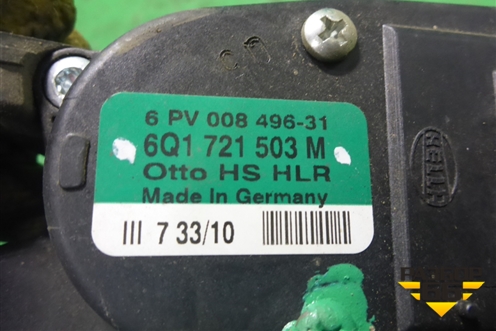 6 PV 008 496-31
6Q1 721 503 M
Otto HS HLR
Made In Germany
III 7 33/10
HELLA